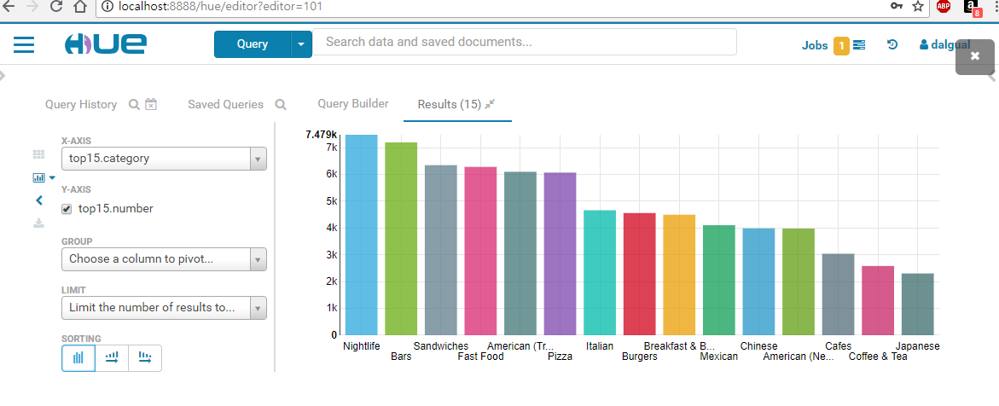 localhost:8888/hue/editor?editor=101
ABP
a
8
HUE
Query
Search data and saved documents...
Jobs
1
dalgual
Query History
Saved Queries
Query Builder
Results (15)
X-AXIS
top15.category
Y-AXIS
top15.number
GROUP
Choose a column to pivot...
LIMIT
Limit the number of results to...
SORTING
7.479k
7k
6k
5k
4k
3k
2k
1k
0
Nightlife
Bars
Sandwiches
Fast Food
American (Tr...
Pizza
Italian
Burgers
Breakfast & B...
Mexican
Chinese
American (Ne...
Cafes
Coffee & Tea
Japanese